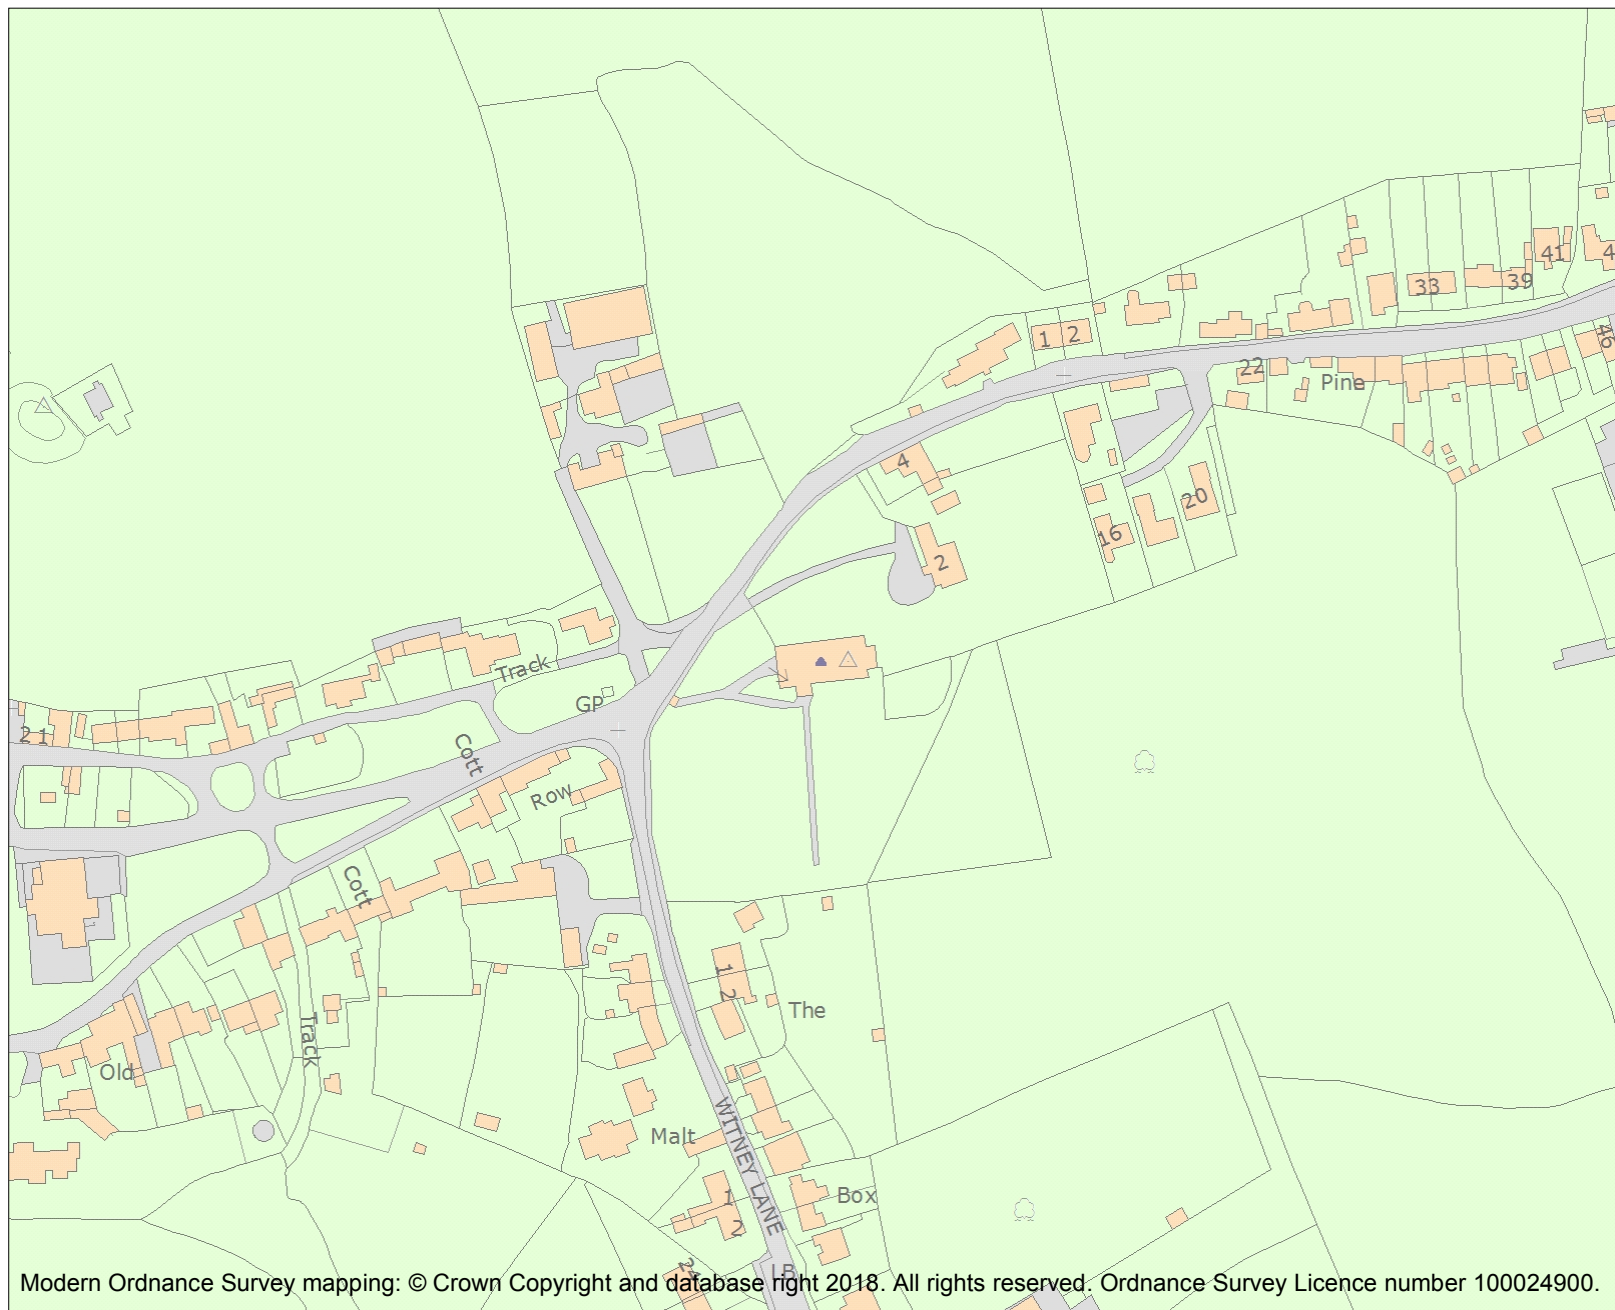 41
4
33
39
1 2
46
22
Pine
4
20
16
2
Track
GP
2 1
Cott
Row
Cott
1
2
The
Track
Old
WITNEY LANE
Malt
1
2
Box
24
LB
Modern Ordnance Survey mapping: © Crown Copyright and database right 2018. All rights reserved. Ordnance Survey Licence number 100024900.